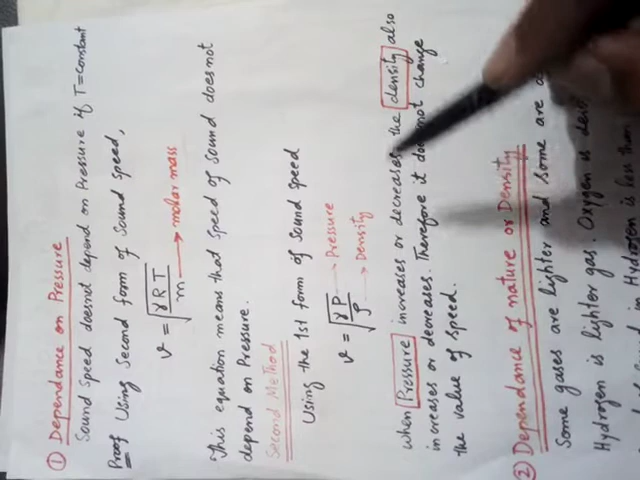 ① Dependance on Pressure
Sound speed doesnot depend on Pressure if T = constant
Proof Using Second form of Sound speed,
v = √(γRT / m) → molar mass
This equation means that speed of sound does not
depend on Pressure.
Second Method
Using the 1st form of sound speed
v = √(γP / ρ) → Pressure → Density
when Pressure increases or decreases the density also
increases or decreases. Therefore it does not change
the value of speed.
② Dependance of nature or Density
Some gases are lighter and some are
Hydrogen is lighter gas. Oxygen is
in Hydrogen is less than